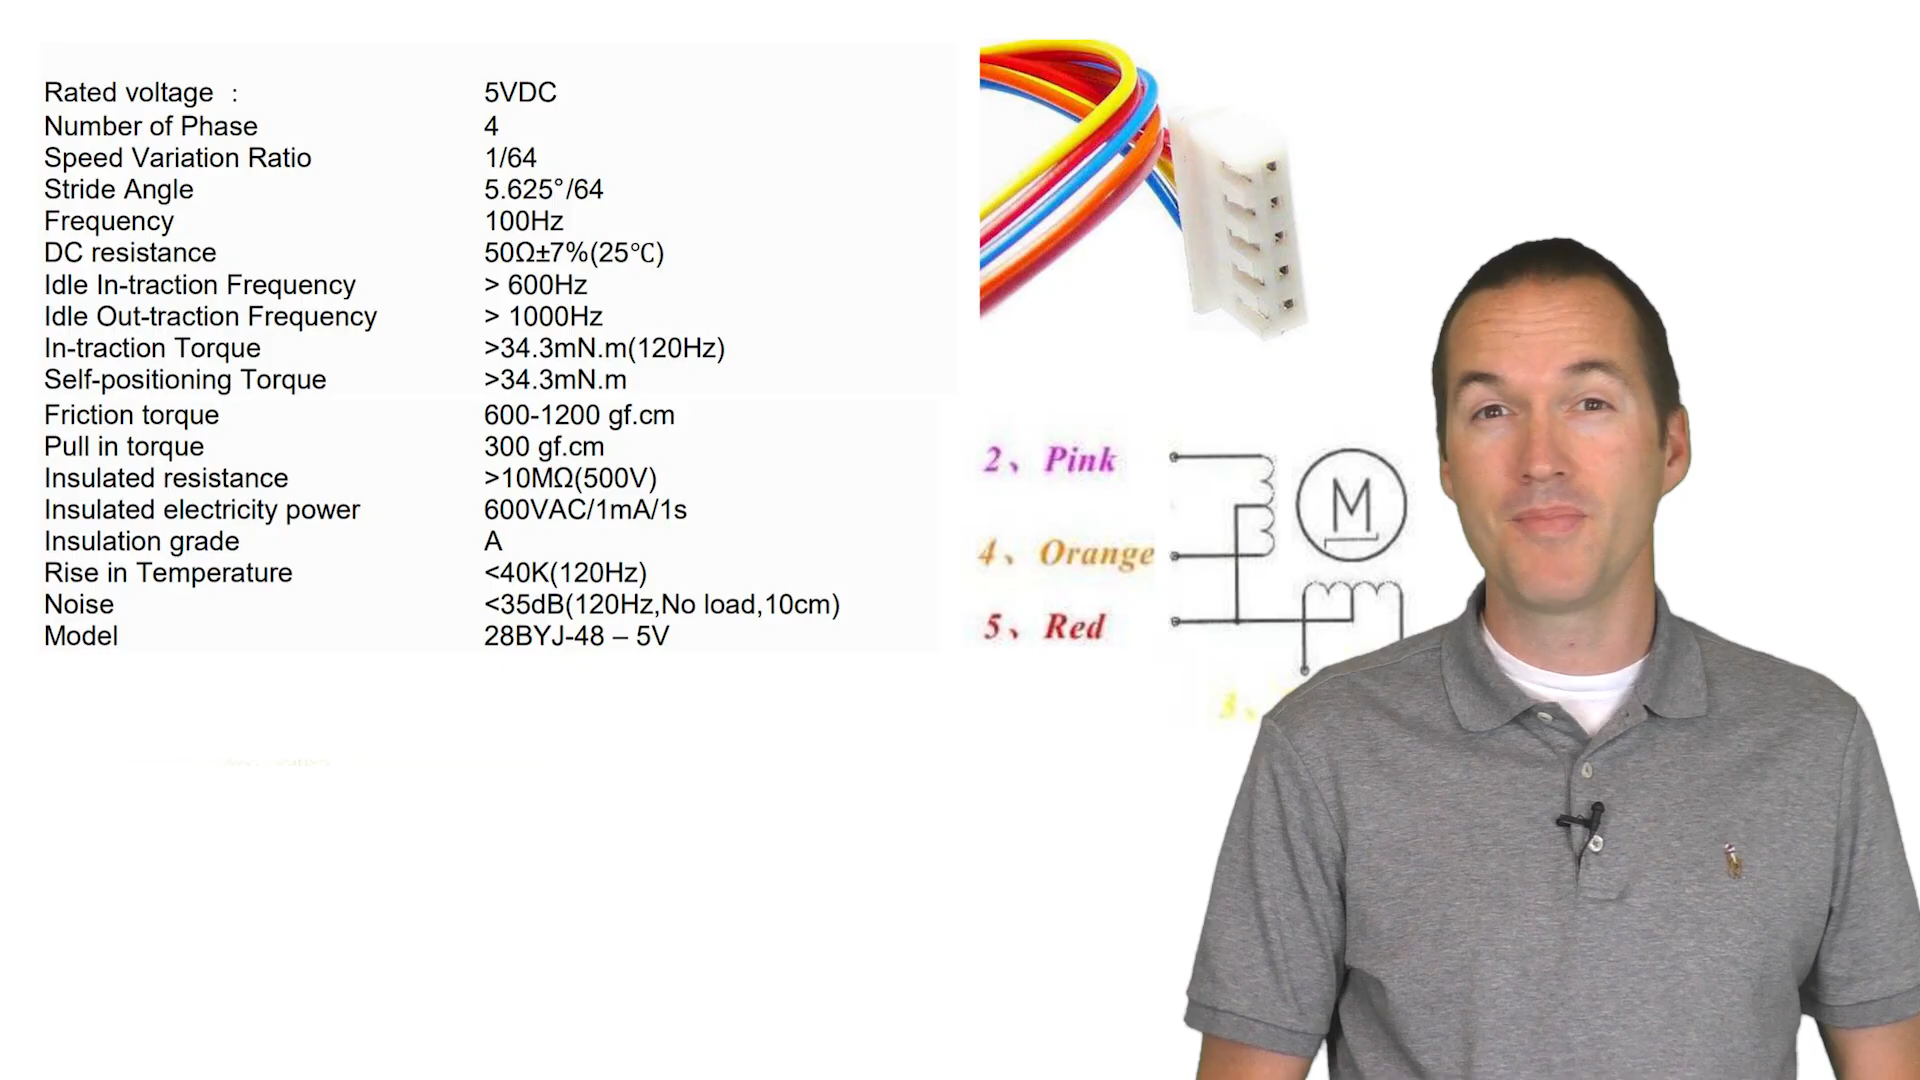 Rated voltage : 5VDC
Number of Phase 4
Speed Variation Ratio 1/64
Stride Angle 5.625°/64
Frequency 100Hz
DC resistance 50Ω±7%(25℃)
Idle In-traction Frequency > 600Hz
Idle Out-traction Frequency > 1000Hz
In-traction Torque >34.3mN.m(120Hz)
Self-positioning Torque >34.3mN.m
Friction torque 600-1200 gf.cm
Pull in torque 300 gf.cm
Insulated resistance >10MΩ(500V)
Insulated electricity power 600VAC/1mA/1s
Insulation grade A
Rise in Temperature <40K(120Hz)
Noise <35dB(120Hz,No load,10cm)
Model 28BYJ-48 – 5V
2、Pink
M
4、Orange
5、Red
3、